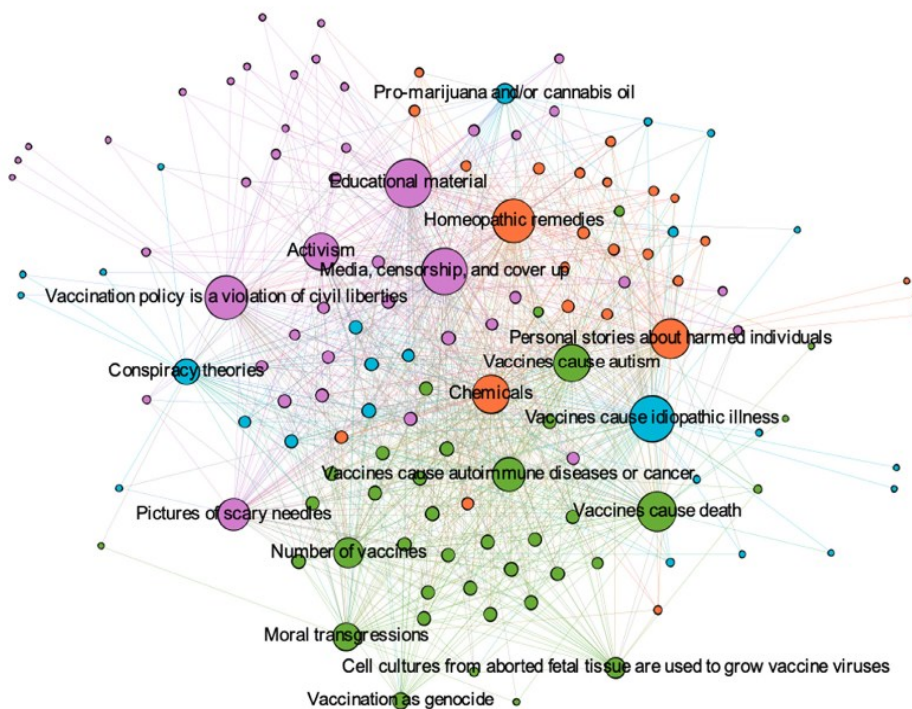 Pro-marijuana and/or cannabis oil
Educational material
Homeopathic remedies
Activism
Media, censorship, and cover up
Vaccination policy is a violation of civil liberties
Personal stories about harmed individuals
Vaccines cause autism
Conspiracy theories
Chemicals
Vaccines cause idiopathic illness
Vaccines cause autoimmune diseases or cancer
Vaccines cause death
Pictures of scary needles
Number of vaccines
Moral transgressions
Cell cultures from aborted fetal tissue are used to grow vaccine viruses
Vaccination as genocide